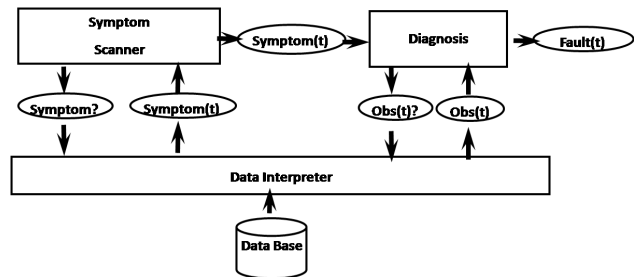 Symptom
Scanner
Symptom(t)
Diagnosis
Fault(t)
Symptom?
Symptom(t)
Obs(t)?
Obs(t)
Data Interpreter
Data Base